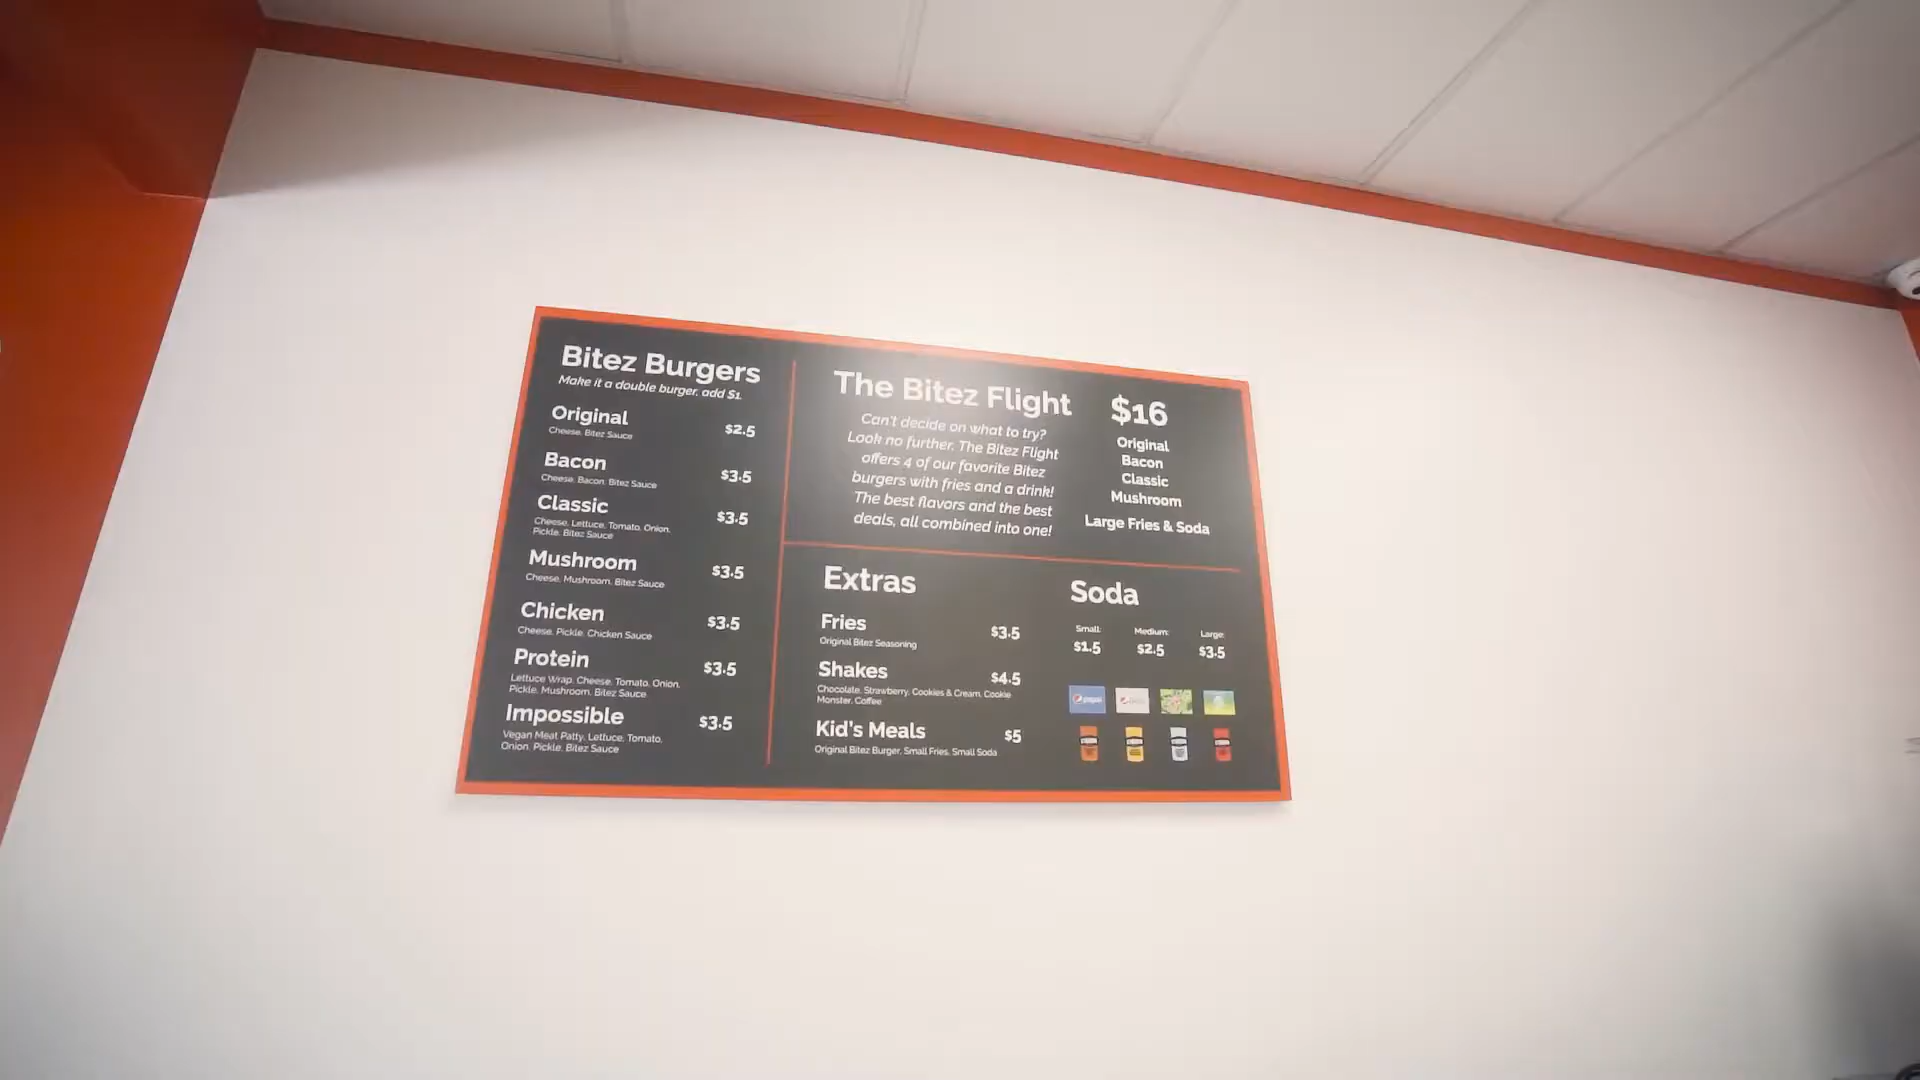 Bitez Burgers
Make it a double burger, add $1.
Original $2.5
Cheese, Bitez Sauce
Bacon $3.5
Cheese, Bacon, Bitez Sauce
Classic $3.5
Cheese, Lettuce, Tomato, Onion,
Pickle, Bitez Sauce
Mushroom $3.5
Cheese, Mushroom, Bitez Sauce
Chicken $3.5
Cheese, Pickle, Chicken Sauce
Protein $3.5
Lettuce Wrap, Cheese, Tomato, Onion,
Pickle, Mushroom, Bitez Sauce
Impossible $3.5
Vegan Meat Patty, Lettuce, Tomato,
Onion, Pickle, Bitez Sauce
The Bitez Flight
Can't decide on what to try?
Look no further, The Bitez Flight
offers 4 of our favorite Bitez
burgers with fries and a drink!
The best flavors and the best
deals, all combined into one!
$16
Original
Bacon
Classic
Mushroom
Large Fries & Soda
Extras
Fries $3.5
Original Bitez Seasoning
Shakes $4.5
Chocolate, Strawberry, Cookies & Cream, Cookie
Monster, Coffee
Kid's Meals $5
Original Bitez Burger, Small Fries, Small Soda
Soda
Small: Medium: Large:
$1.5 $2.5 $3.5
pepsi